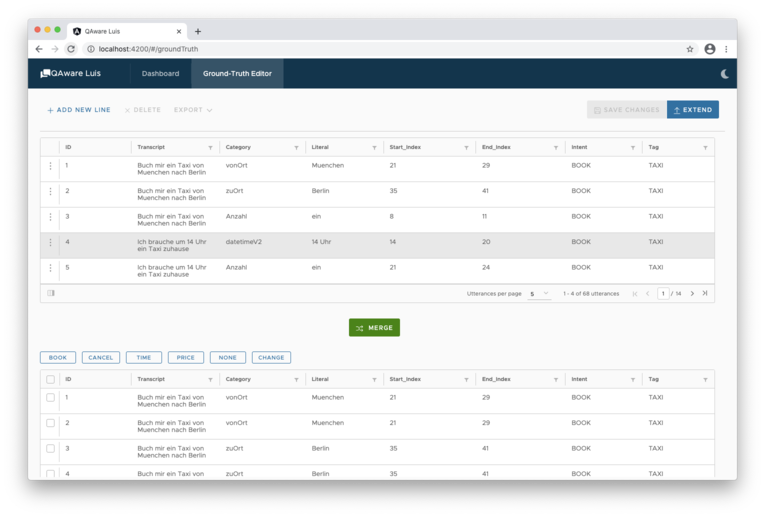 QAware Luis
localhost:4200/#/groundTruth
QAware Luis Dashboard Ground-Truth Editor
+ ADD NEW LINE × DELETE EXPORT SAVE CHANGES EXTEND
ID Transcript Category Literal Start_Index End_Index Intent Tag
1 Buch mir ein Taxi von vonOrt Muenchen 21 29 BOOK TAXI
Muenchen nach Berlin
2 Buch mir ein Taxi von zuOrt Berlin 35 41 BOOK TAXI
Muenchen nach Berlin
3 Buch mir ein Taxi von Anzahl ein 8 11 BOOK TAXI
Muenchen nach Berlin
4 Ich brauche um 14 Uhr datetimeV2 14 Uhr 14 20 BOOK TAXI
ein Taxi zuhause
5 Ich brauche um 14 Uhr Anzahl ein 21 24 BOOK TAXI
ein Taxi zuhause
Utterances per page 5 1 - 4 of 68 utterances 1 / 14
MERGE
BOOK CANCEL TIME PRICE NONE CHANGE
ID Transcript Category Literal Start_Index End_Index Intent Tag
1 Buch mir ein Taxi von vonOrt Muenchen 21 29 BOOK TAXI
Muenchen nach Berlin
2 Buch mir ein Taxi von vonOrt Muenchen 21 29 BOOK TAXI
Muenchen nach Berlin
3 Buch mir ein Taxi von zuOrt Berlin 35 41 BOOK TAXI
Muenchen nach Berlin
4 Buch mir ein Taxi von zuOrt Berlin 35 41 BOOK TAXI